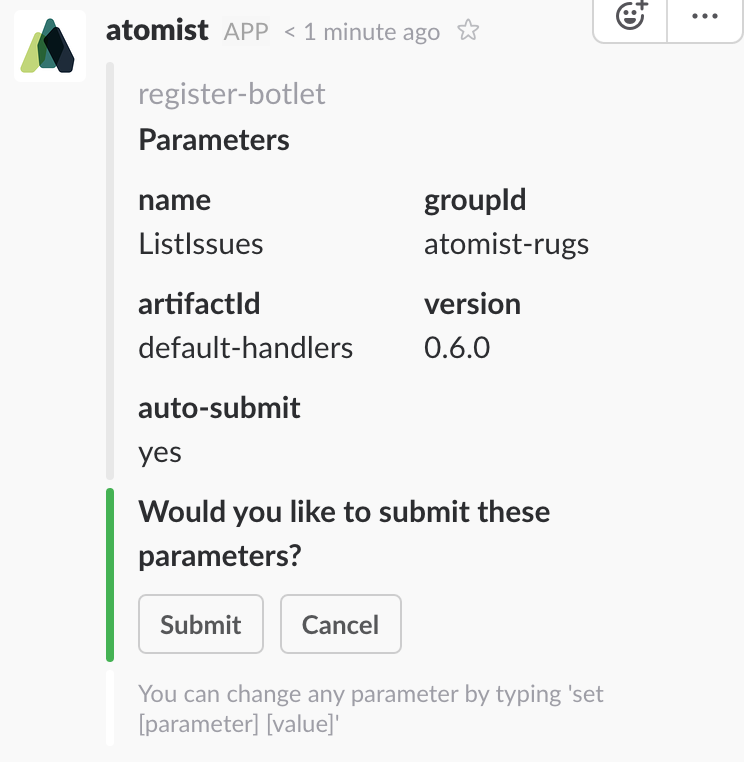 atomist APP < 1 minute ago
register-botlet
Parameters
name groupId
ListIssues atomist-rugs
artifactId version
default-handlers 0.6.0
auto-submit
yes
Would you like to submit these
parameters?
Submit Cancel
You can change any parameter by typing 'set
[parameter] [value]'